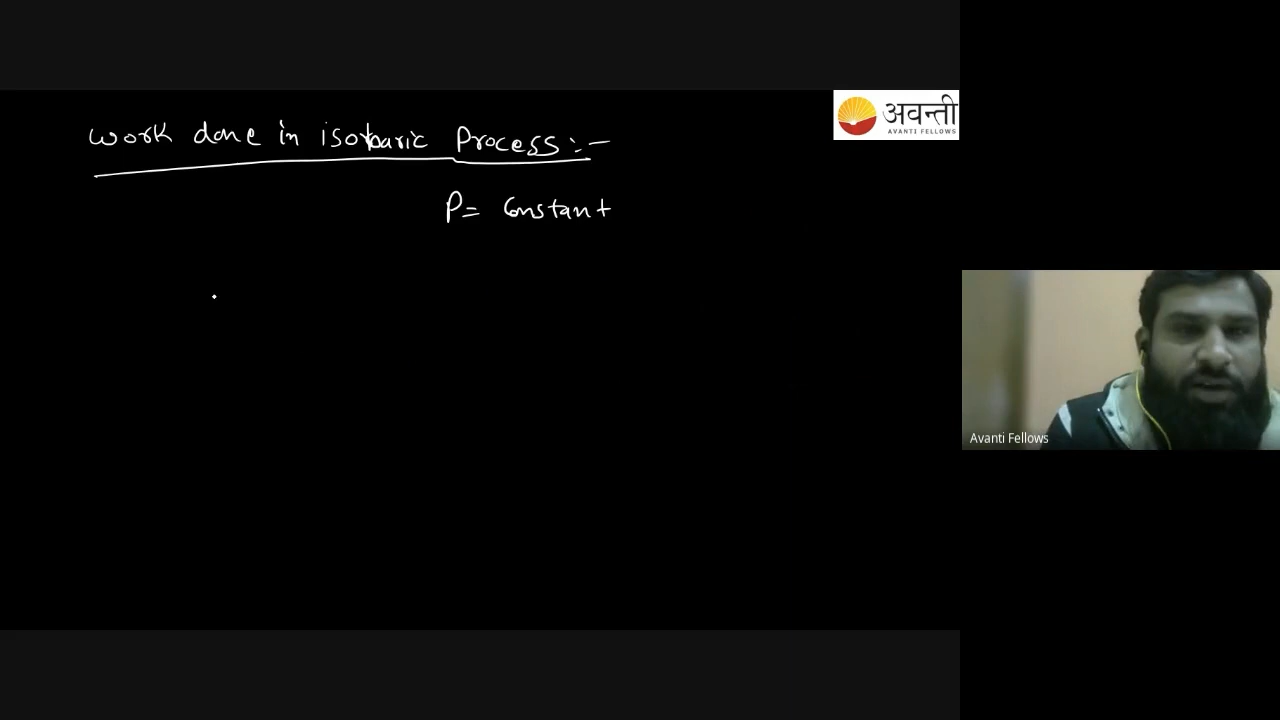 work done in isobaric Process:-
P= Constant
अवन्ती
AVANTI FELLOWS
Avanti Fellows